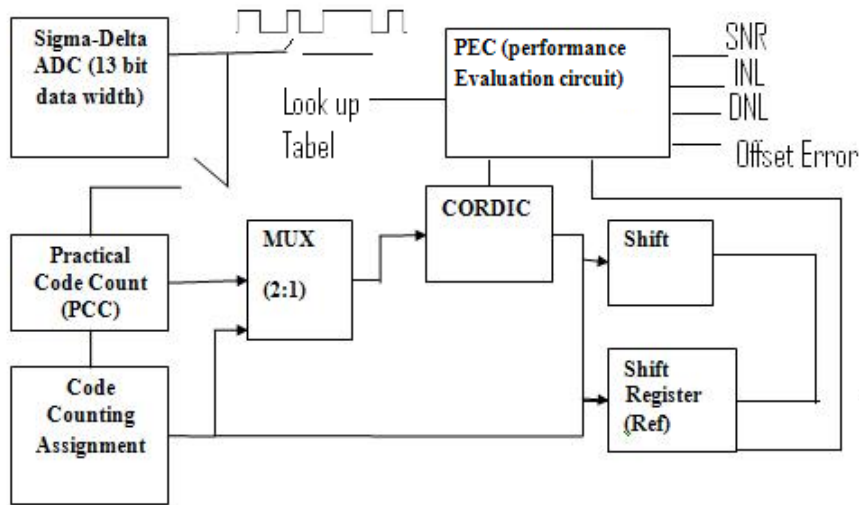 Sigma-Delta
ADC (13 bit
data width)
PEC (performance
Evaluation circuit)
SNR
INL
DNL
Offset Error
Look up
Tabel
CORDIC
MUX
(2:1)
Shift
Practical
Code Count
(PCC)
Code
Counting
Assignment
Shift
Register
(Ref)